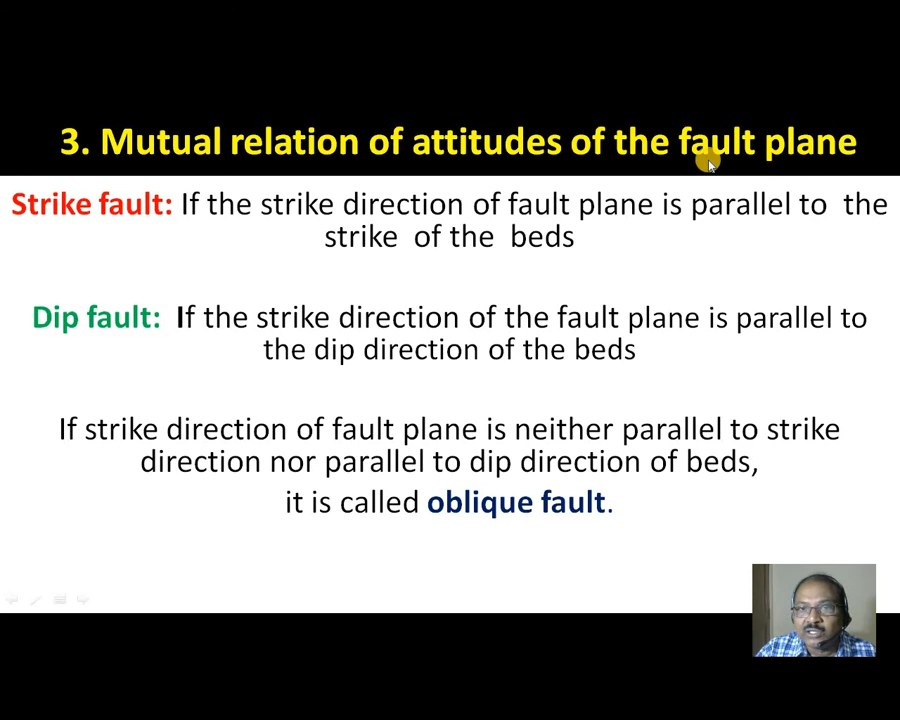 3. Mutual relation of attitudes of the fault plane
Strike fault: If the strike direction of fault plane is parallel to the
strike of the beds
Dip fault: If the strike direction of the fault plane is parallel to
the dip direction of the beds
If strike direction of fault plane is neither parallel to strike
direction nor parallel to dip direction of beds,
it is called oblique fault.